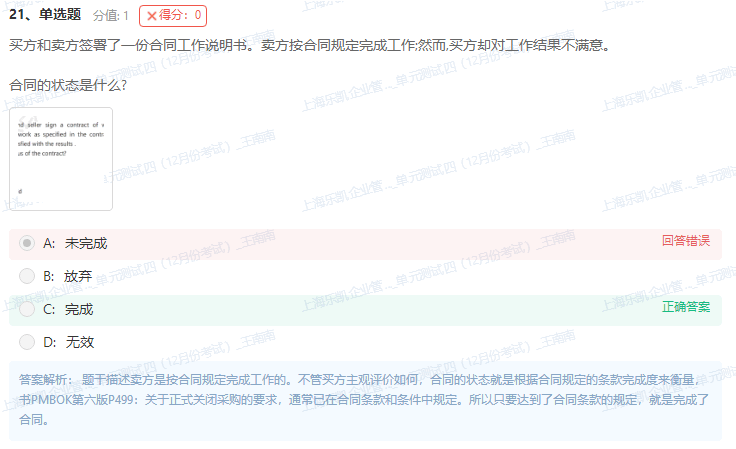 21、单选题 分值: 1 ×得分：0
买方和卖方签署了一份合同工作说明书。卖方按合同规定完成工作;然而,买方却对工作结果不满意。
合同的状态是什么?
nd seller sign a contract of
work as specified in the contr
sfied with the results .
us of the contract?
A: 未完成 回答错误
B: 放弃
C: 完成 正确答案
D: 无效
答案解析： 题干描述卖方是按合同规定完成工作的。不管买方主观评价如何，合同的状态就是根据合同规定的条款完成度来衡量，
书PMBOK第六版P499：关于正式关闭采购的要求，通常已在合同条款和条件中规定。所以只要达到了合同条款的规定，就是完成了
合同。
上海乐凯企业管..._单元测试四（12月份考试）_王南南